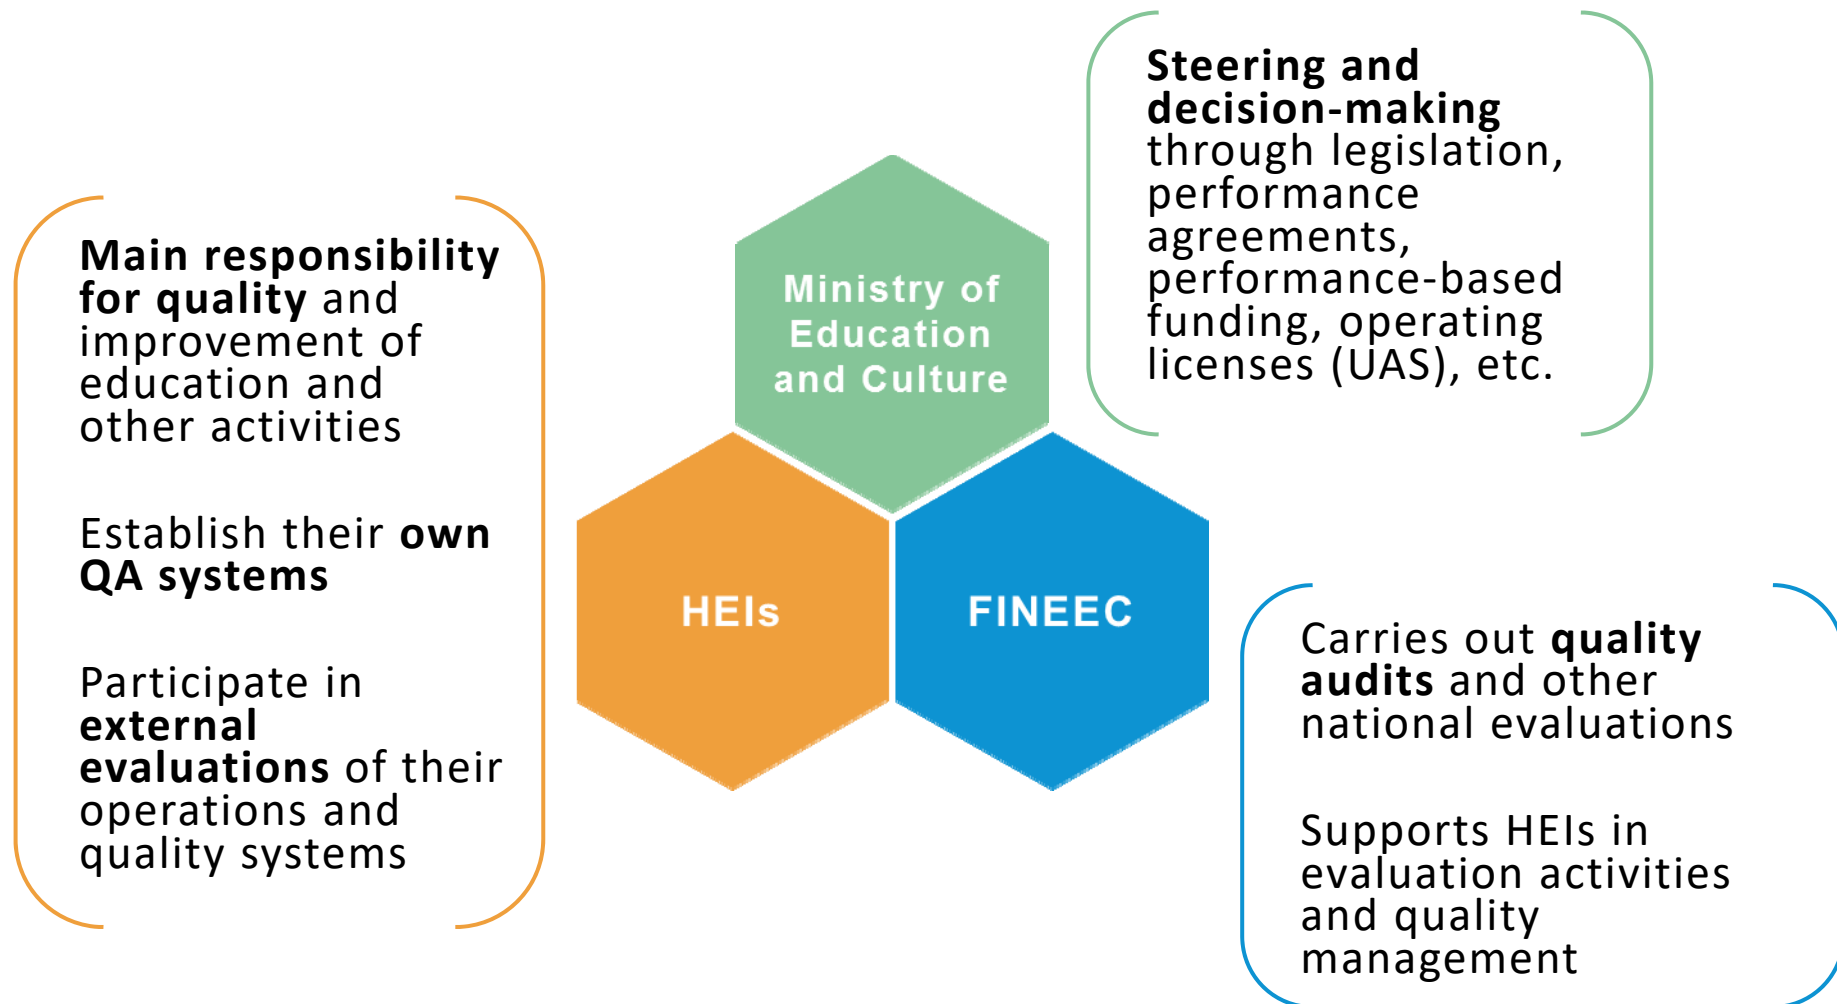 Steering and
decision-making
through legislation,
performance
agreements,
performance-based
funding, operating
licenses (UAS), etc.
Ministry of
Education
and Culture
Main responsibility
for quality and
improvement of
education and
other activities
Establish their own
QA systems
Participate in
external
evaluations of their
operations and
quality systems
HEIs
FINEEC
Carries out quality
audits and other
national evaluations
Supports HEIs in
evaluation activities
and quality
management